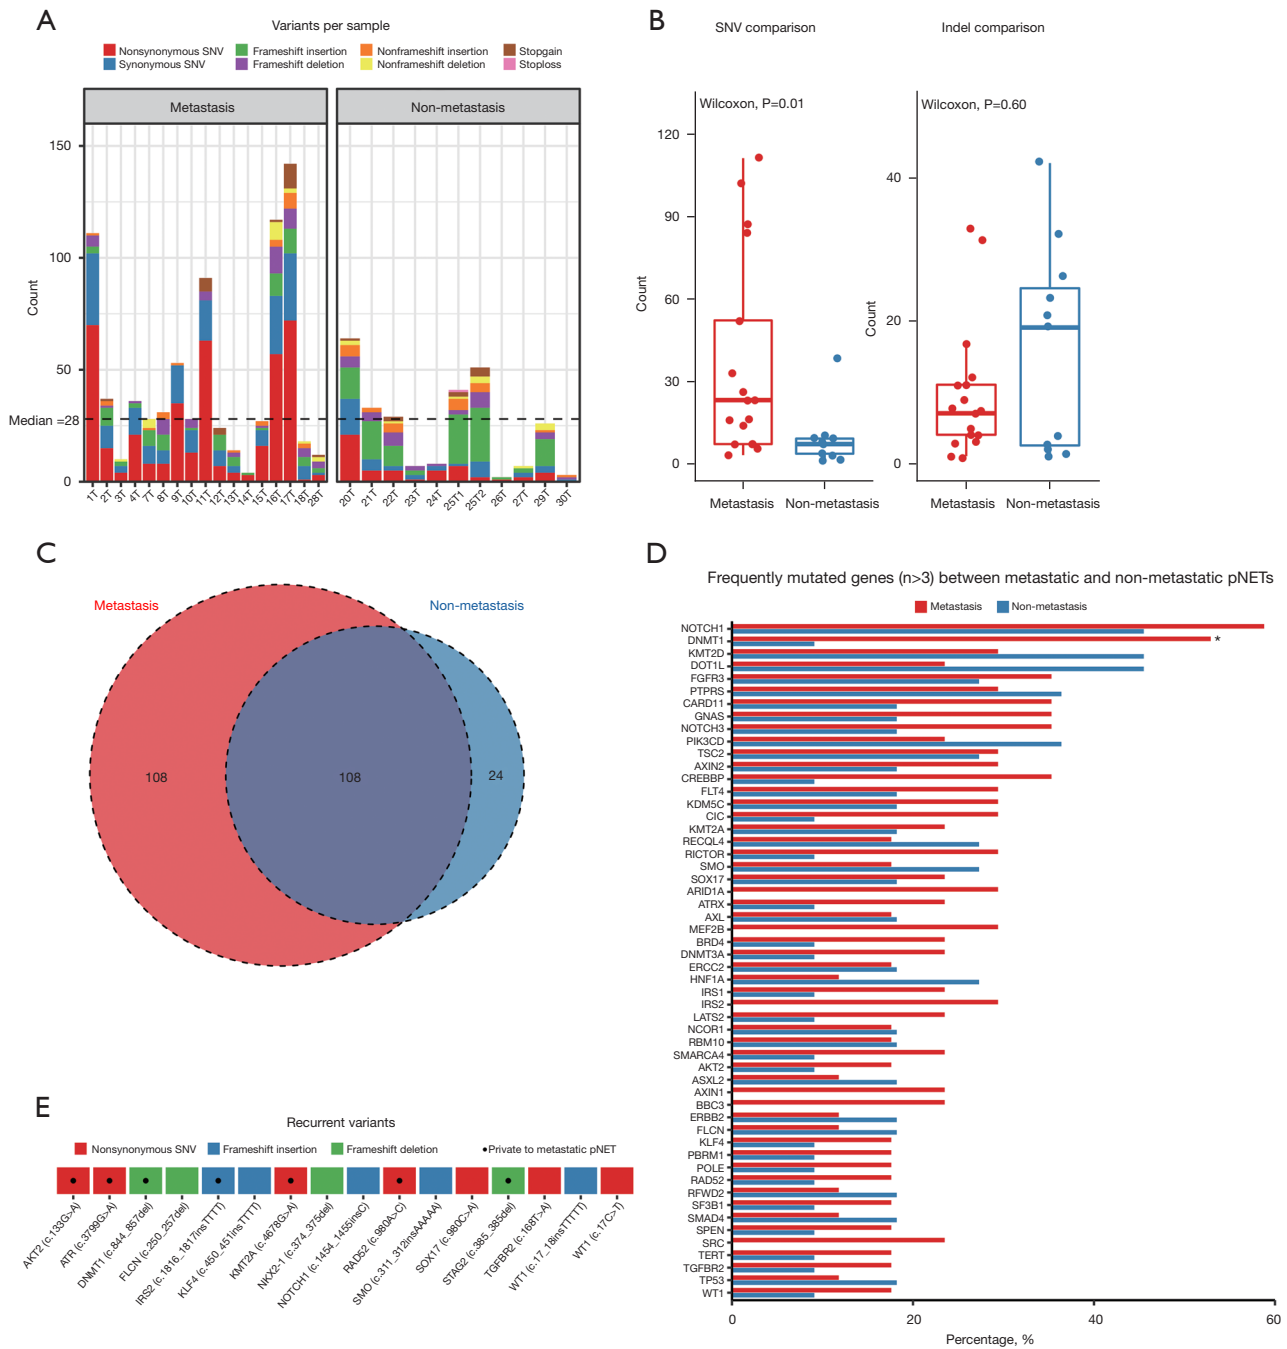 A
Variants per sample
Nonsynonymous SNV
Frameshift insertion
Nonframeshift insertion
Stopgain
Synonymous SNV
Frameshift deletion
Nonframeshift deletion
Stoploss
Metastasis
Non-metastasis
Count
150
100
50
Median =28
0
1T
2T
3T
4T
7T
8T
9T
10T
11T
12T
13T
14T
15T
16T
17T
18T
28T
20T
21T
22T
23T
24T
25T1
25T2
26T
27T
29T
30T
B
SNV comparison
Indel comparison
Wilcoxon, P=0.01
Wilcoxon, P=0.60
Count
120
90
60
30
0
Metastasis
Non-metastasis
Count
40
20
0
Metastasis
Non-metastasis
C
Metastasis
Non-metastasis
108
108
24
D
Frequently mutated genes (n>3) between metastatic and non-metastatic pNETs
Metastasis
Non-metastasis
NOTCH1
DNMT1
*
KMT2D
DOT1L
FGFR3
PTPRS
CARD11
GNAS
NOTCH3
PIK3CD
TSC2
AXIN2
CREBBP
FLT4
KDM5C
CIC
KMT2A
RECQL4
RICTOR
SMO
SOX17
ARID1A
ATRX
AXL
MEF2B
BRD4
DNMT3A
ERCC2
HNF1A
IRS1
IRS2
LATS2
NCOR1
RBM10
SMARCA4
AKT2
ASXL2
AXIN1
BBC3
ERBB2
FLCN
KLF4
PBRM1
POLE
RAD52
RFWD2
SF3B1
SMAD4
SPEN
SRC
TERT
TGFBR2
TP53
WT1
0
20
40
60
Percentage, %
E
Recurrent variants
Nonsynonymous SNV
Frameshift insertion
Frameshift deletion
•Private to metastatic pNET
AKT2 (c.133G>A)
ATR (c.3799G>A)
DNMT1 (c.844_857del)
FLCN (c.250_257del)
IRS2 (c.1816_1817insTTTT)
KLF4 (c.450_451insTTTT)
KMT2A (c.4678G>A)
NKX2-1 (c.374_375del)
NOTCH1 (c.1454_1455insC)
RAD52 (c.980A>C)
SMO (c.311_312insAAAAA)
SOX17 (c.980C>A)
STAG2 (c.385_385del)
TGFBR2 (c.168T>A)
WT1 (c.17_18insTTTTT)
WT1 (c.17C>T)